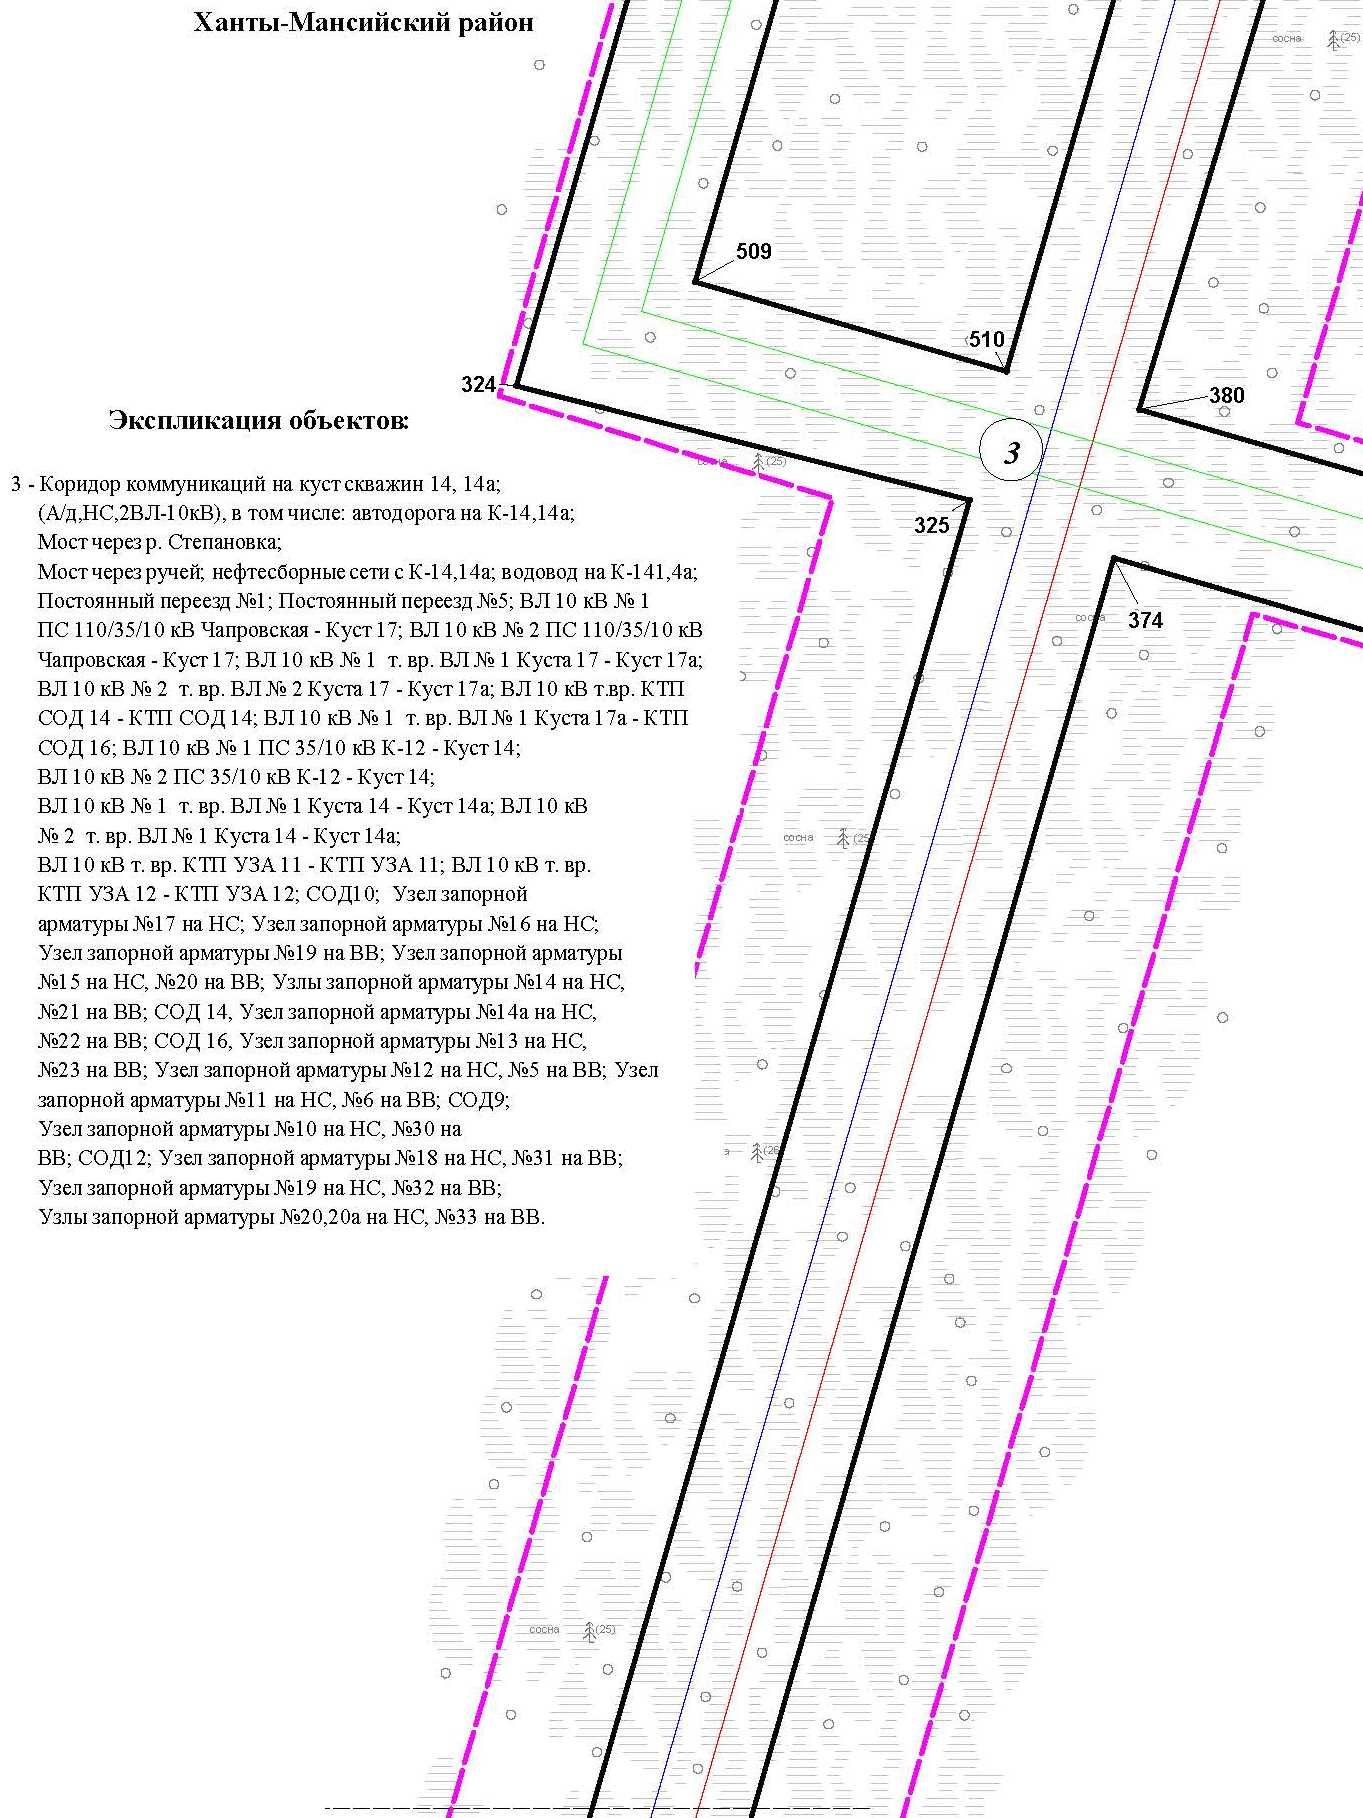 Ханты-Мансийский район
сосна (25)
509
510
324
380
Экспликация объектов:
3
(25)
3 - Коридор коммуникаций на куст скважин 14, 14а;
(А/д,НС,2ВЛ-10кВ), в том числе: автодорога на К-14,14а;
325
Мост через р. Степановка;
Мост через ручей; нефтесборные сети с К-14,14а; водовод на К-141,4а;
Постоянный переезд №1; Постоянный переезд №5; ВЛ 10 кВ № 1
сосна
374
ПС 110/35/10 кВ Чапровская - Куст 17; ВЛ 10 кВ № 2 ПС 110/35/10 кВ
Чапровская - Куст 17; ВЛ 10 кВ № 1 т. вр. ВЛ № 1 Куста 17 - Куст 17а;
ВЛ 10 кВ № 2 т. вр. ВЛ № 2 Куста 17 - Куст 17а; ВЛ 10 кВ т.вр. КТП
СОД 14 - КТП СОД 14; ВЛ 10 кВ № 1 т. вр. ВЛ № 1 Куста 17а - КТП
СОД 16; ВЛ 10 кВ № 1 ПС 35/10 кВ К-12 - Куст 14;
ВЛ 10 кВ № 2 ПС 35/10 кВ К-12 - Куст 14;
ВЛ 10 кВ № 1 т. вр. ВЛ № 1 Куста 14 - Куст 14а; ВЛ 10 кВ
№ 2 т. вр. ВЛ № 1 Куста 14 - Куст 14а;
сосна (25
ВЛ 10 кВ т. вр. КТП УЗА 11 - КТП УЗА 11; ВЛ 10 кВ т. вр.
КТП УЗА 12 - КТП УЗА 12; СОД10; Узел запорной
арматуры №17 на НС; Узел запорной арматуры №16 на НС;
Узел запорной арматуры №19 на ВВ; Узел запорной арматуры
№15 на НС, №20 на ВВ; Узлы запорной арматуры №14 на НС,
№21 на ВВ; СОД 14, Узел запорной арматуры №14а на НС,
№22 на ВВ; СОД 16, Узел запорной арматуры №13 на НС,
№23 на ВВ; Узел запорной арматуры №12 на НС, №5 на ВВ; Узел
запорной арматуры №11 на НС, №6 на ВВ; СОД9;
Узел запорной арматуры №10 на НС, №30 на
ВВ; СОД12; Узел запорной арматуры №18 на НС, №31 на ВВ;
Узел запорной арматуры №19 на НС, №32 на ВВ;
Узлы запорной арматуры №20,20а на НС, №33 на ВВ.
сосна (25)